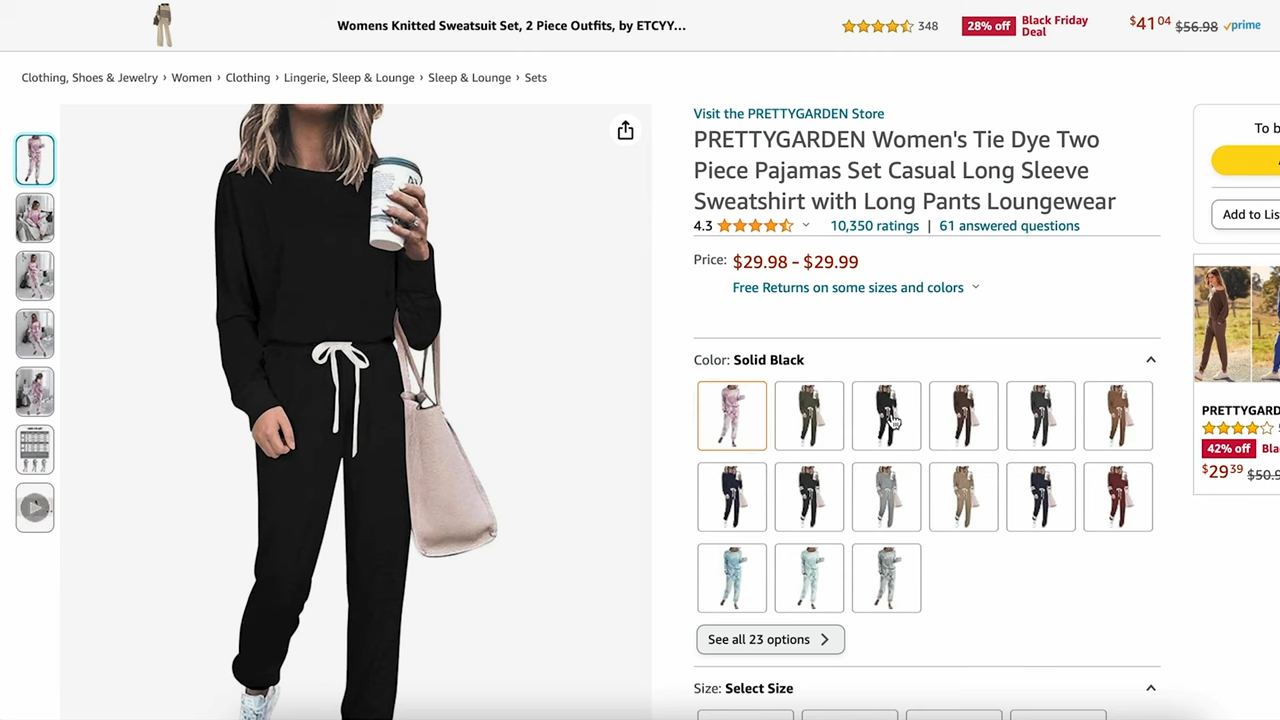 Womens Knitted Sweatsuit Set, 2 Piece Outfits, by ETCYY...
348
28% off
Black Friday
Deal
$41 04 $56.98 prime
Clothing, Shoes & Jewelry › Women › Clothing › Lingerie, Sleep & Lounge › Sleep & Lounge › Sets
Visit the PRETTYGARDEN Store
PRETTYGARDEN Women's Tie Dye Two
Piece Pajamas Set Casual Long Sleeve
Sweatshirt with Long Pants Loungewear
4.3
10,350 ratings | 61 answered questions
Price: $29.98 - $29.99
Free Returns on some sizes and colors
Color: Solid Black
See all 23 options
Size: Select Size
To b
Add to Lis
PRETTYGARD
42% off Bla
$29 39 $50.9